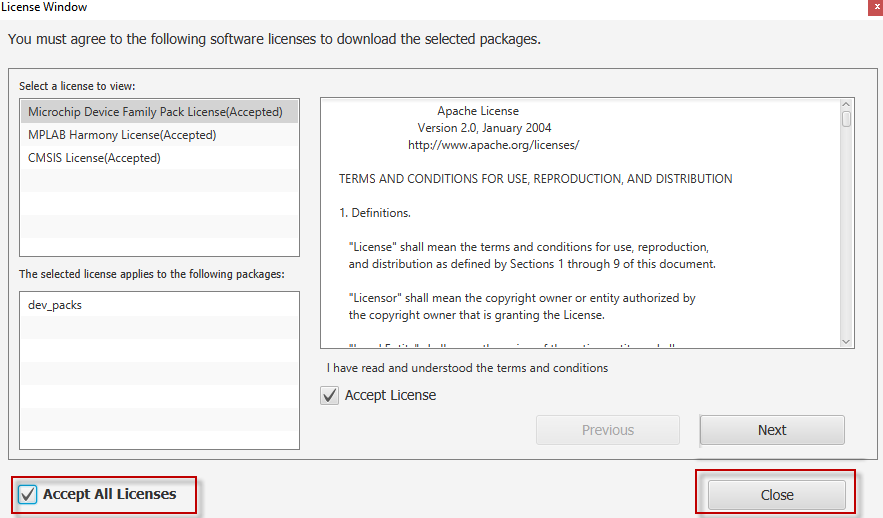 License Window
x
You must agree to the following software licenses to download the selected packages.
Select a license to view:
Microchip Device Family Pack License(Accepted)
MPLAB Harmony License(Accepted)
CMSIS License(Accepted)
The selected license applies to the following packages:
dev_packs
Apache License
Version 2.0, January 2004
http://www.apache.org/licenses/
TERMS AND CONDITIONS FOR USE, REPRODUCTION, AND DISTRIBUTION
1. Definitions.
"License" shall mean the terms and conditions for use, reproduction,
and distribution as defined by Sections 1 through 9 of this document.
"Licensor" shall mean the copyright owner or entity authorized by
the copyright owner that is granting the License.
I have read and understood the terms and conditions
Accept License
Previous
Next
Accept All Licenses
Close